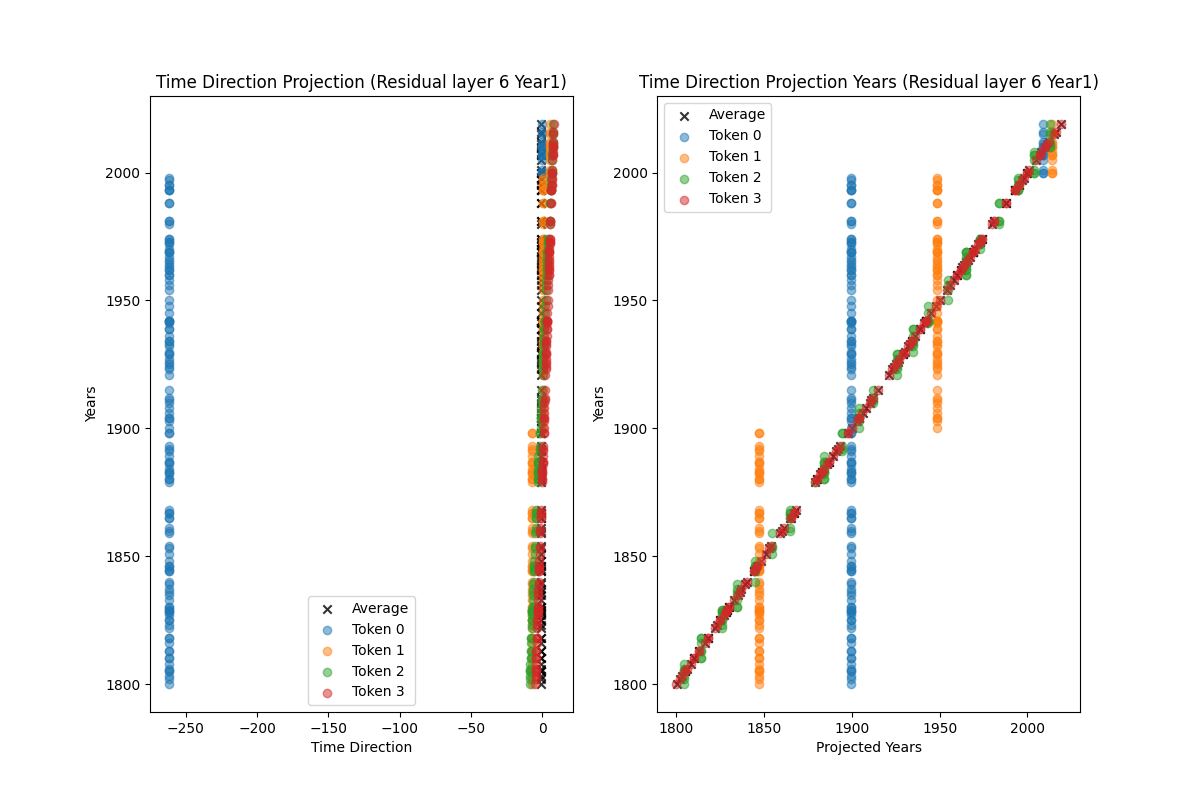 Time Direction Projection (Residual layer 6 Year1)
Years
2000
1950
1900
1850
1800
Average
Token 0
Token 1
Token 2
Token 3
−250
−200
−150
−100
−50
0
Time Direction
Time Direction Projection Years (Residual layer 6 Year1)
Average
Token 0
Token 1
Token 2
Token 3
Years
2000
1950
1900
1850
1800
1800
1850
1900
1950
2000
Projected Years